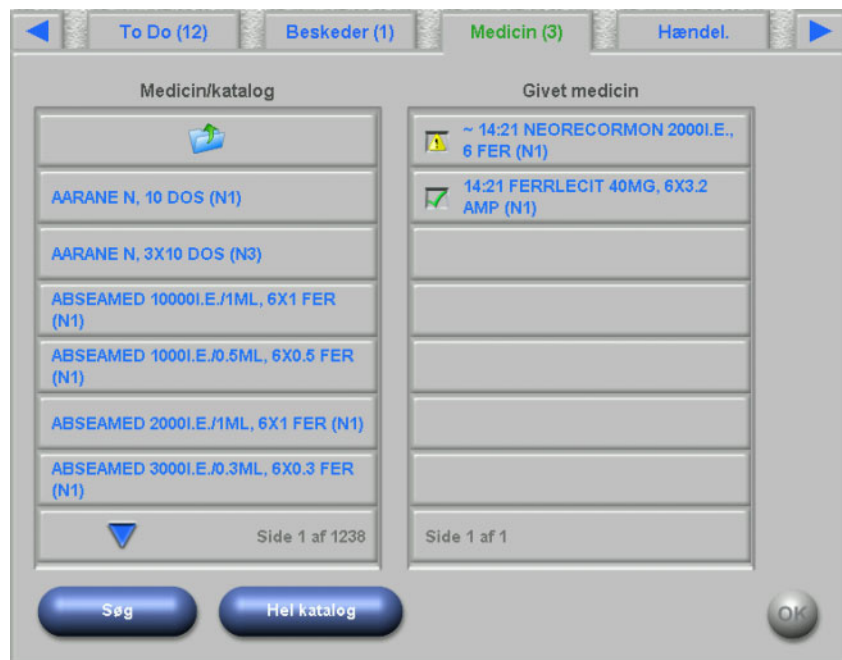 To Do (12)
Beskeder (1)
Medicin (3)
Hændel.
Medicin/katalog
AARANE N, 10 DOS (N1)
AARANE N, 3X10 DOS (N3)
ABSEAMED 10000I.E./1ML, 6X1 FER
(N1)
ABSEAMED 1000I.E./0.5ML, 6X0.5 FER
(N1)
ABSEAMED 2000I.E./1ML, 6X1 FER (N1)
ABSEAMED 3000I.E./0.3ML, 6X0.3 FER
(N1)
Side 1 af 1238
Givet medicin
~ 14:21 NEORECORMON 2000I.E.,
6 FER (N1)
14:21 FERRLECIT 40MG, 6X3.2
AMP (N1)
Side 1 af 1
Søg
Hel katalog
OK